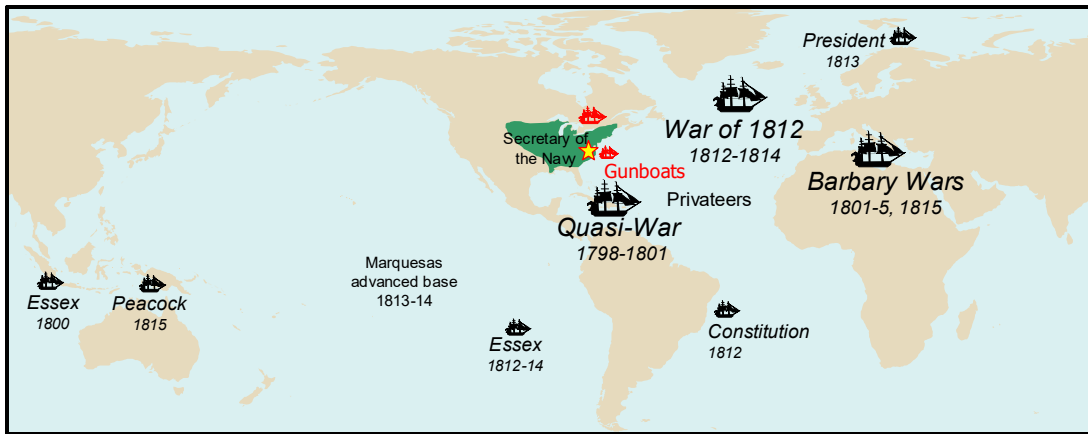 President
1813
War of 1812
1812-1814
Secretary of
the Navy
Gunboats
Barbary Wars
1801-5, 1815
Privateers
Quasi-War
1798-1801
Marquesas
advanced base
1813-14
Essex
1800
Peacock
1815
Essex
1812-14
Constitution
1812